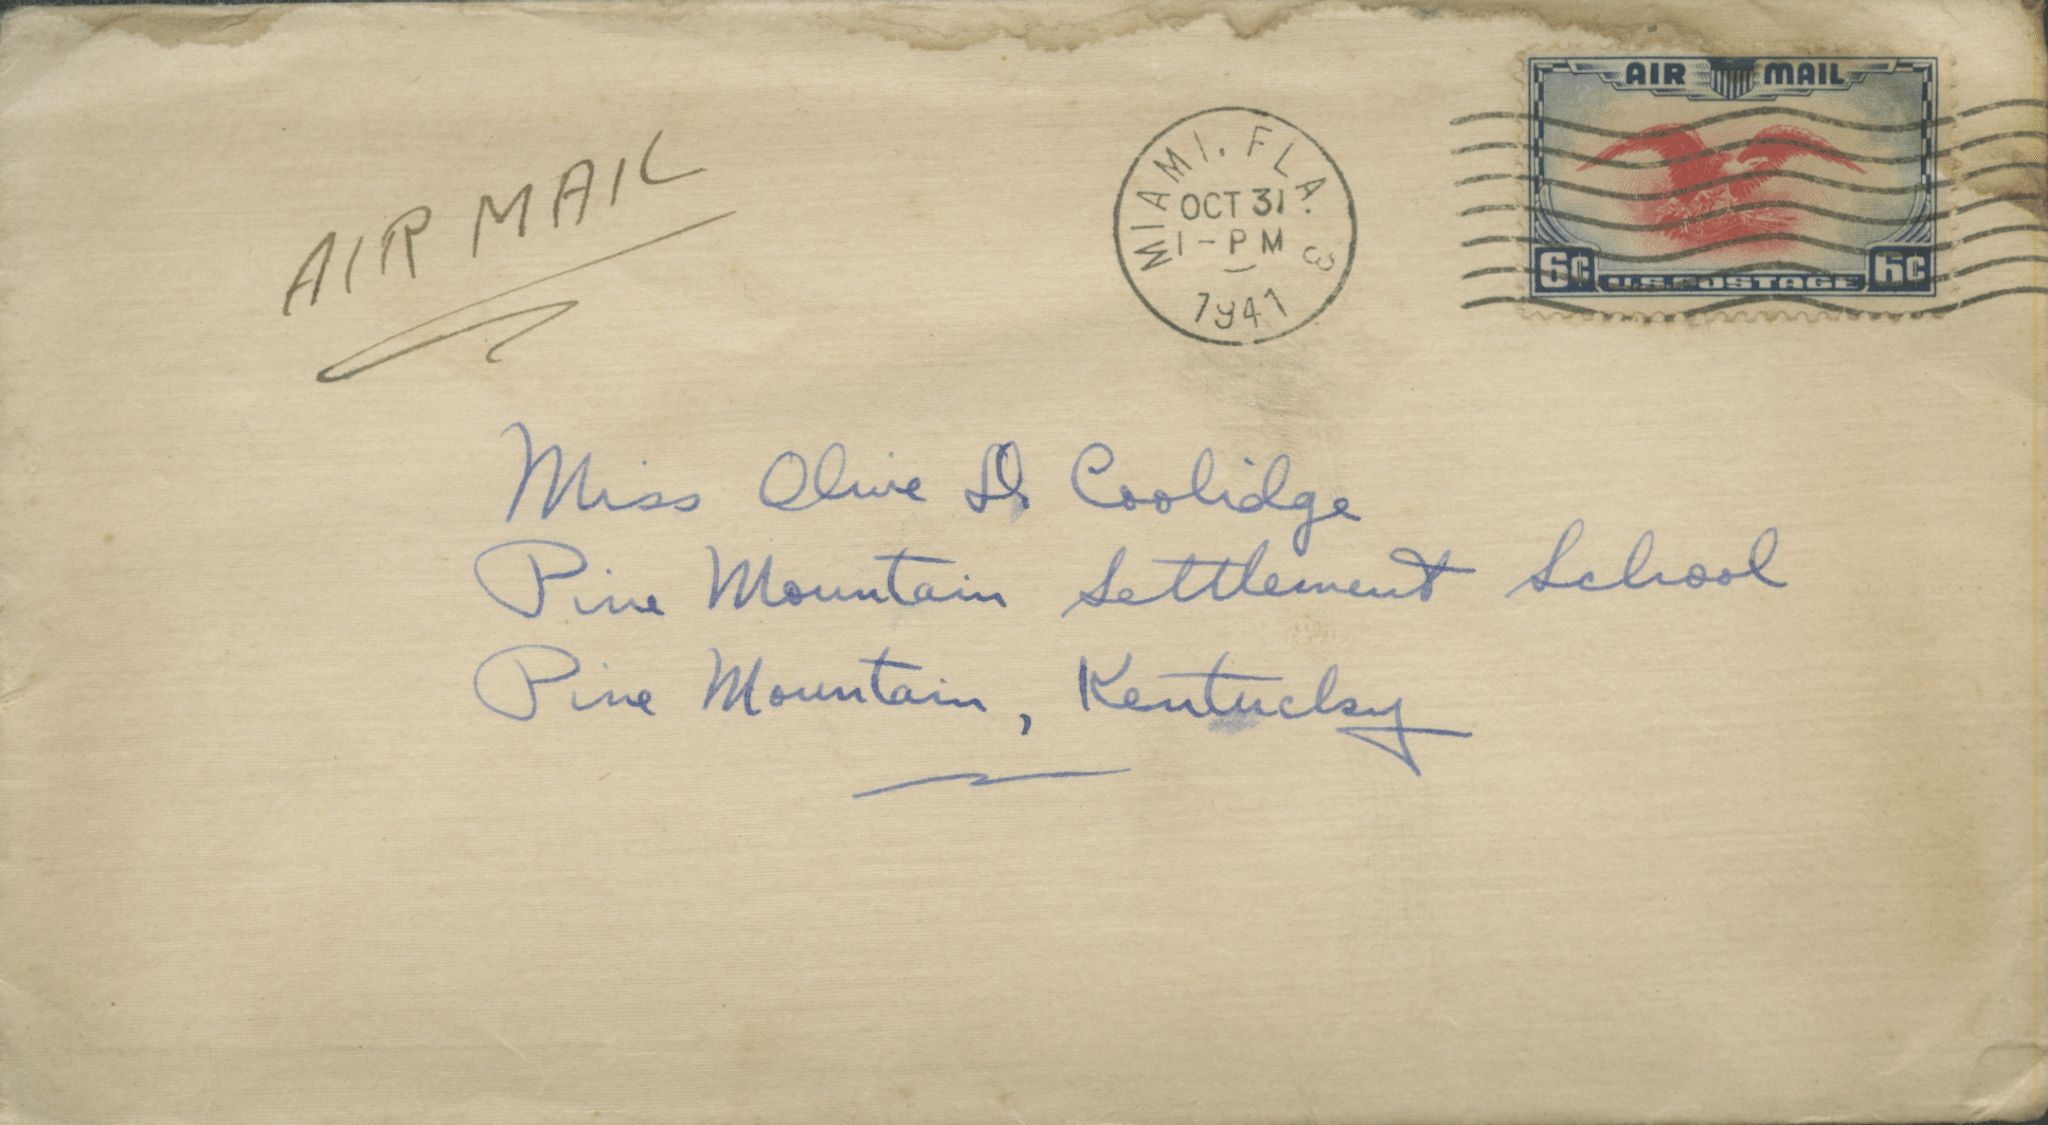 AIR MAIL
6¢ U.S. POSTAGE 6¢
MIAMI, FLA. 3
OCT 31
1 - PM
1941
AIR MAIL
Miss Olive D. Coolidge
Pine Mountain Settlement School
Pine Mountain, Kentucky